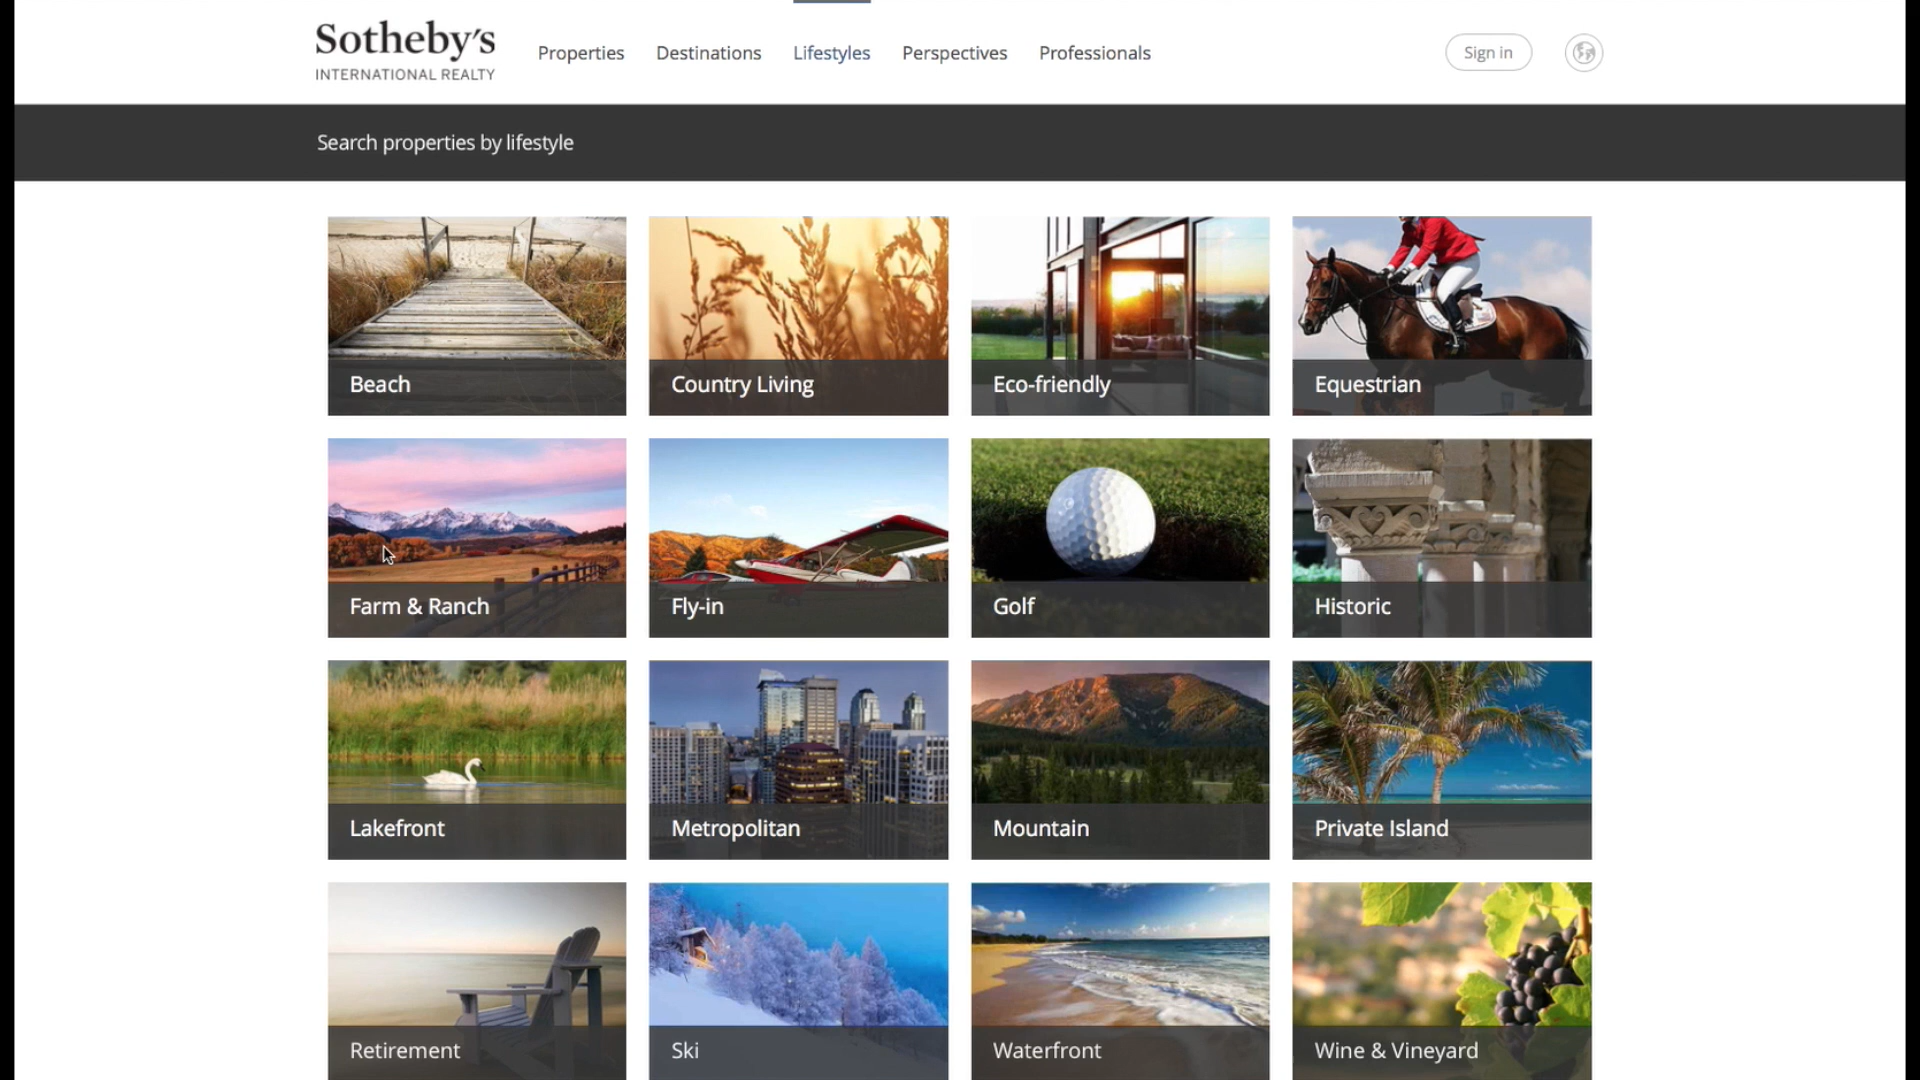 Sotheby's
INTERNATIONAL REALTY
Properties
Destinations
Lifestyles
Perspectives
Professionals
Sign in
Search properties by lifestyle
Beach
Country Living
Eco-friendly
Equestrian
Farm & Ranch
Fly-in
Golf
Historic
Lakefront
Metropolitan
Mountain
Private Island
Retirement
Ski
Waterfront
Wine & Vineyard